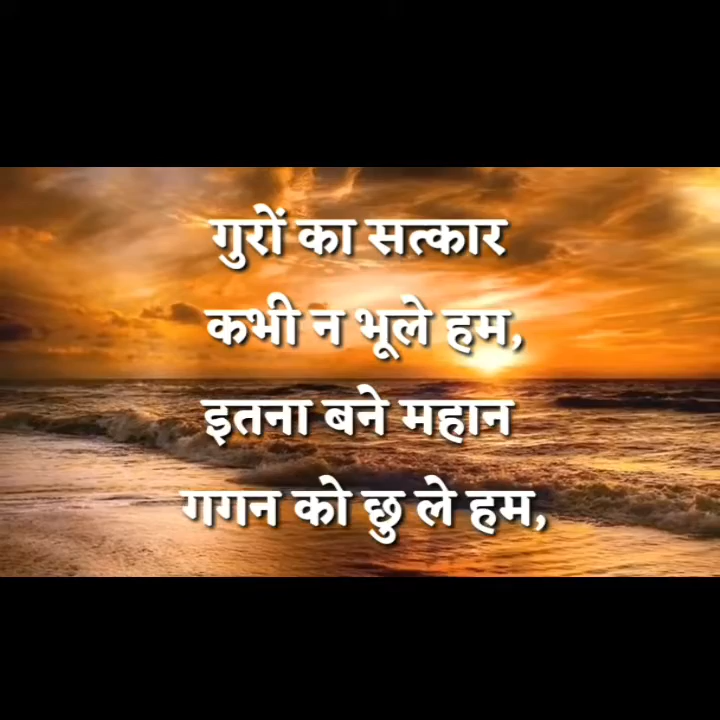 गुरों का सत्कार
कभी न भूले हम,
इतना बने महान
गगन को छु ले हम,